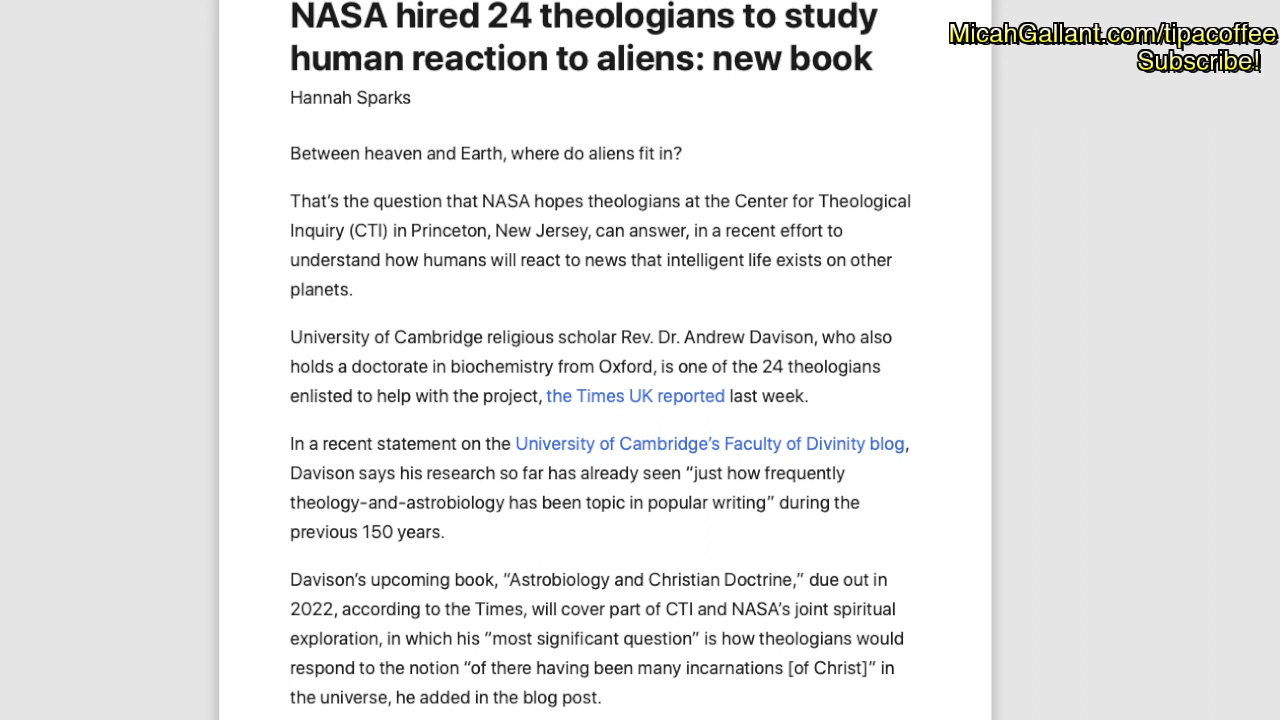 NASA hired 24 theologians to study
human reaction to aliens: new book
MicahGallant.com/tipacoffee
Subscribe!
Hannah Sparks
Between heaven and Earth, where do aliens fit in?
That’s the question that NASA hopes theologians at the Center for Theological
Inquiry (CTI) in Princeton, New Jersey, can answer, in a recent effort to
understand how humans will react to news that intelligent life exists on other
planets.
University of Cambridge religious scholar Rev. Dr. Andrew Davison, who also
holds a doctorate in biochemistry from Oxford, is one of the 24 theologians
enlisted to help with the project, the Times UK reported last week.
In a recent statement on the University of Cambridge’s Faculty of Divinity blog,
Davison says his research so far has already seen “just how frequently
theology-and-astrobiology has been topic in popular writing” during the
previous 150 years.
Davison’s upcoming book, “Astrobiology and Christian Doctrine,” due out in
2022, according to the Times, will cover part of CTI and NASA’s joint spiritual
exploration, in which his “most significant question” is how theologians would
respond to the notion “of there having been many incarnations [of Christ]” in
the universe, he added in the blog post.